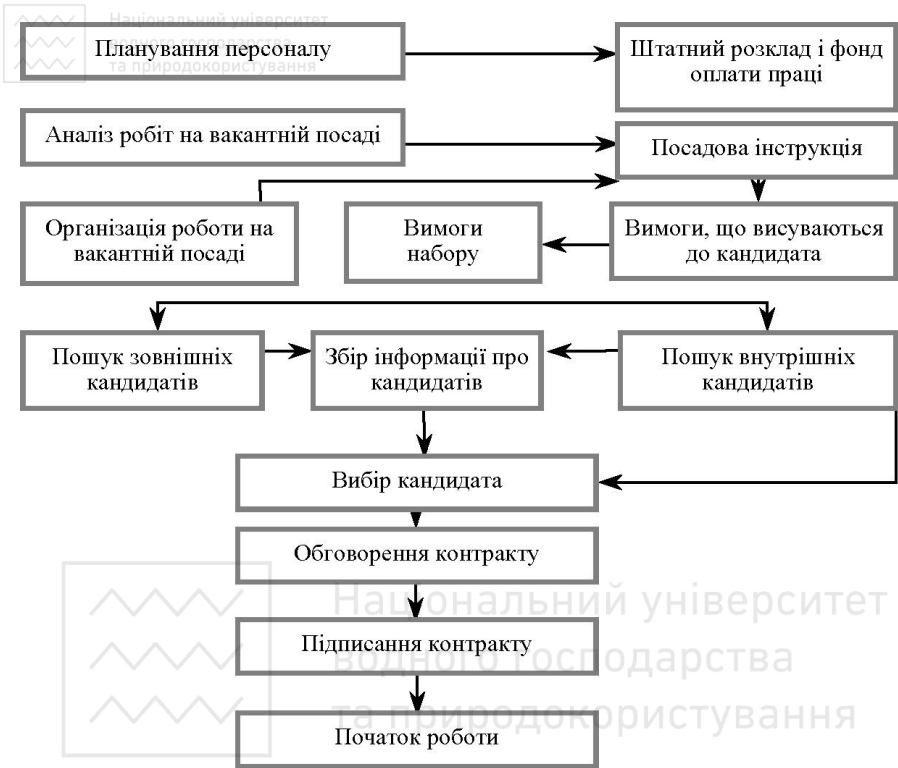 Національний університет
водного господарства
та природокористування
Планування персоналу
Штатний розклад і фонд
оплати праці
Аналіз робіт на вакантній посаді
Посадова інструкція
Організація роботи на
вакантній посаді
Вимоги
набору
Вимоги, що висуваються
до кандидата
Пошук зовнішніх
кандидатів
Збір інформації про
кандидатів
Пошук внутрішніх
кандидатів
Вибір кандидата
Обговорення контракту
Підписання контракту
Початок роботи
Національний університет
водного господарства
та природокористування